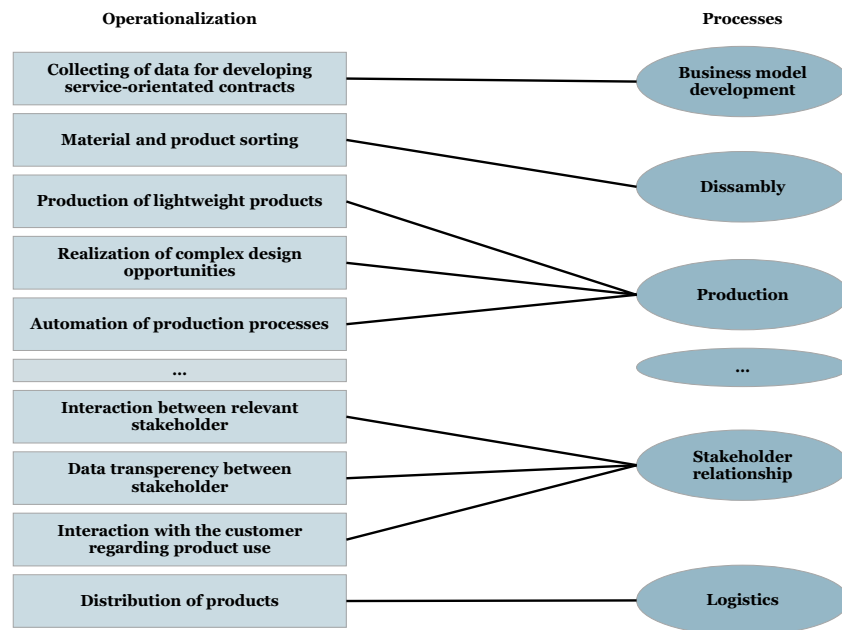 Operationalization
Processes
Collecting of data for developing
service-orientated contracts
Business model
development
Material and product sorting
Dissambly
Production of lightweight products
Realization of complex design
opportunities
Production
Automation of production processes
...
...
Interaction between relevant
stakeholder
Stakeholder
relationship
Data transperency between
stakeholder
Interaction with the customer
regarding product use
Distribution of products
Logistics